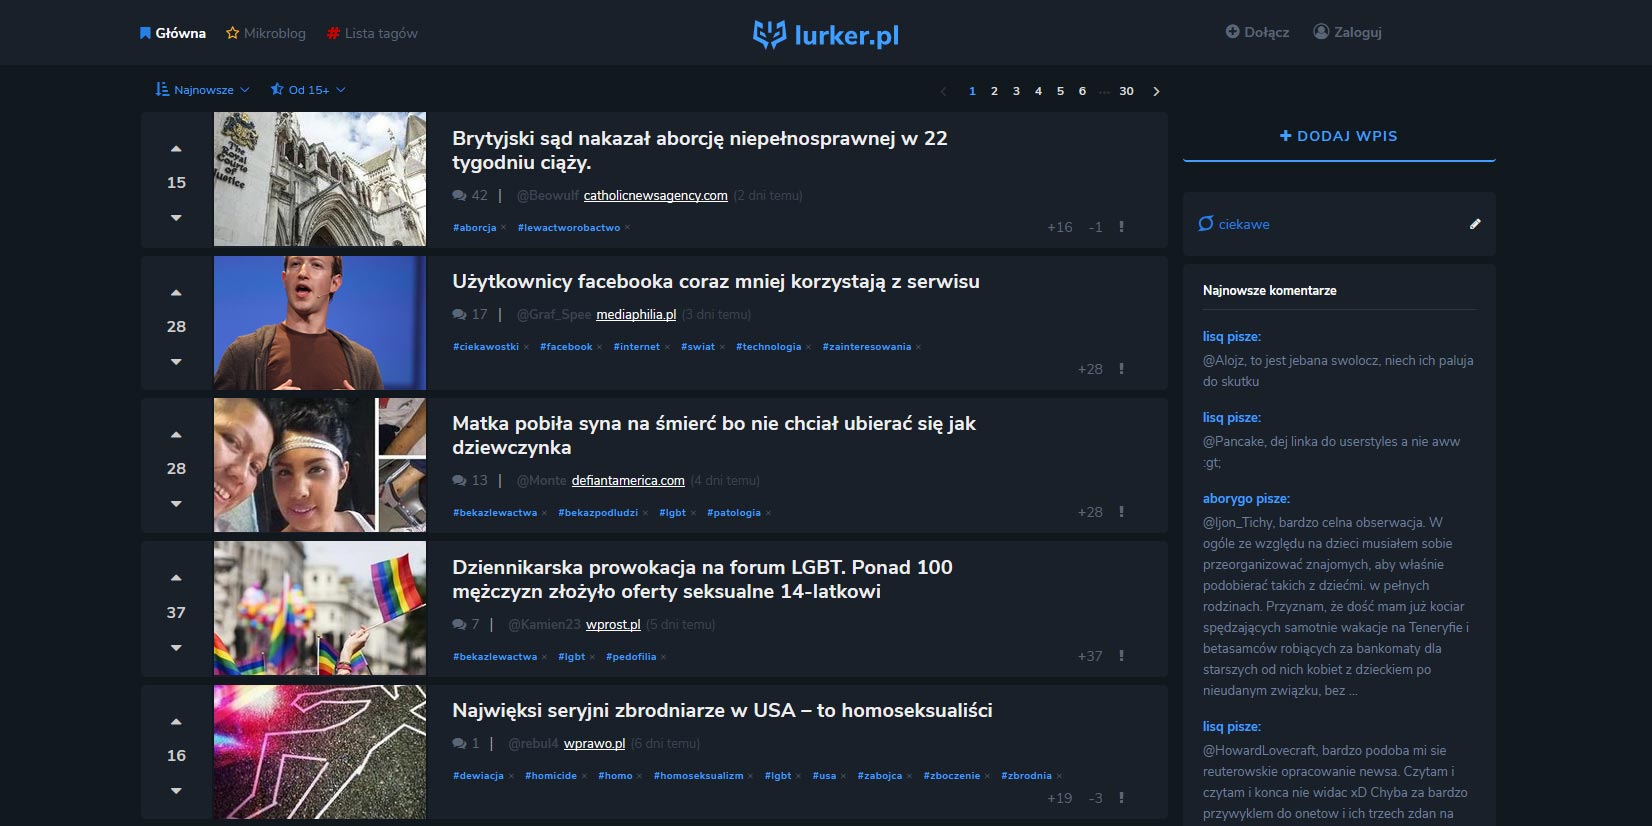 Główna Mikroblog # Lista tagów lurker.pl Dołącz Zaloguj
Najnowsze Od 15+ 1 2 3 4 5 6 ... 30
15
The
Royal
Courts
of
Justice
Brytyjski sąd nakazał aborcję niepełnosprawnej w 22
tygodniu ciąży.
42 | @Beowulf catholicnewsagency.com (2 dni temu)
#aborcja × #lewactworobactwo ×
+16 -1 !
28
Użytkownicy facebooka coraz mniej korzystają z serwisu
17 | @Graf_Spee mediaphilia.pl (3 dni temu)
#ciekawostki × #facebook × #internet × #swiat × #technologia × #zainteresowania ×
+28 !
28
Matka pobiła syna na śmierć bo nie chciał ubierać się jak
dziewczynka
13 | @Monte defiantamerica.com (4 dni temu)
#bekazlewactwa × #bekazpodludzi × #lgbt × #patologia ×
+28 !
37
Dziennikarska prowokacja na forum LGBT. Ponad 100
mężczyzn złożyło oferty seksualne 14-latkowi
7 | @Kamien23 wprost.pl (5 dni temu)
#bekazlewactwa × #lgbt × #pedofilia ×
+37 !
16
Najwięksi seryjni zbrodniarze w USA – to homoseksualiści
1 | @rebul4 wprawo.pl (6 dni temu)
#dewiacja × #homicide × #homo × #homoseksualizm × #lgbt × #usa × #zabojca × #zboczenie × #zbrodnia ×
+19 -3 !
+ DODAJ WPIS
ciekawe
Najnowsze komentarze
lisq pisze:
@Alojz, to jest jebana swolocz, niech ich paluja
do skutku
lisq pisze:
@Pancake, dej linka do userstyles a nie aww
:gt;
aborygo pisze:
@Ijon_Tichy, bardzo celna obserwacja. W
ogóle ze względu na dzieci musiałem sobie
przeorganizować znajomych, aby właśnie
podobierać takich z dziećmi. w pełnych
rodzinach. Przyznam, że dość mam już kociar
spędzających samotnie wakacje na Teneryfie i
betasamców robiących za bankomaty dla
starszych od nich kobiet z dzieckiem po
nieudanym związku, bez ...
lisq pisze:
@HowardLovecraft, bardzo podoba mi sie
reuterowskie opracowanie newsa. Czytam i
czytam i konca nie widac xD Chyba za bardzo
przywyklem do onetow i ich trzech zdan na